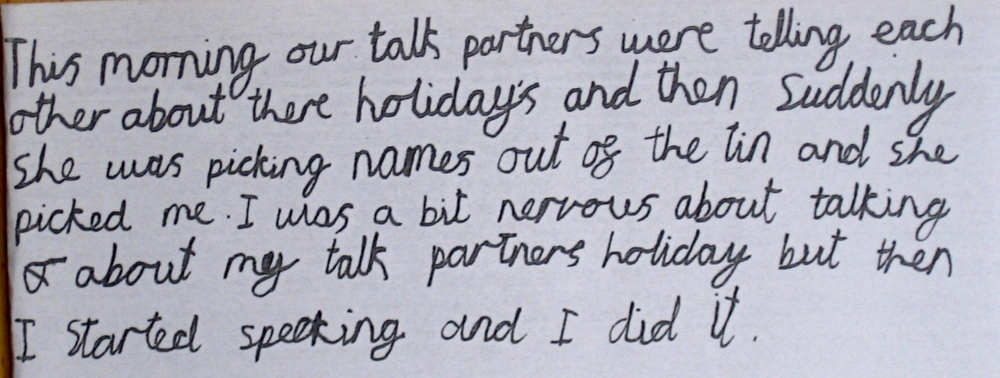 This morning our talk partners were telling each
other about there holiday's and then Suddenly
she was picking names out of the tin and she
picked me. I was a bit nervous about talking
about my talk partners holiday but then
I started speeking and I did it.